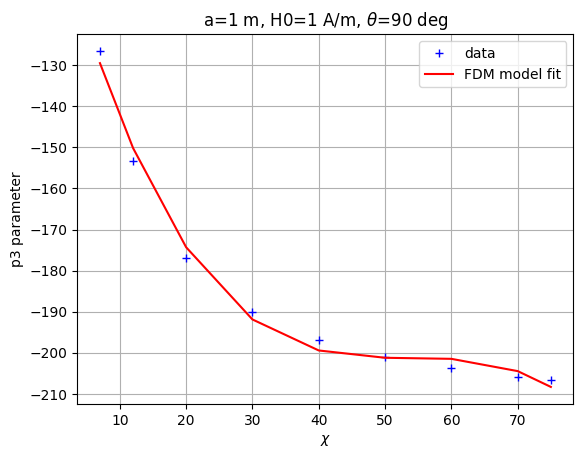 a=1 m, H0=1 A/m, θ=90 deg
data
FDM model fit
p3 parameter
−130
−140
−150
−160
−170
−180
−190
−200
−210
10 20 30 40 50 60 70
χ